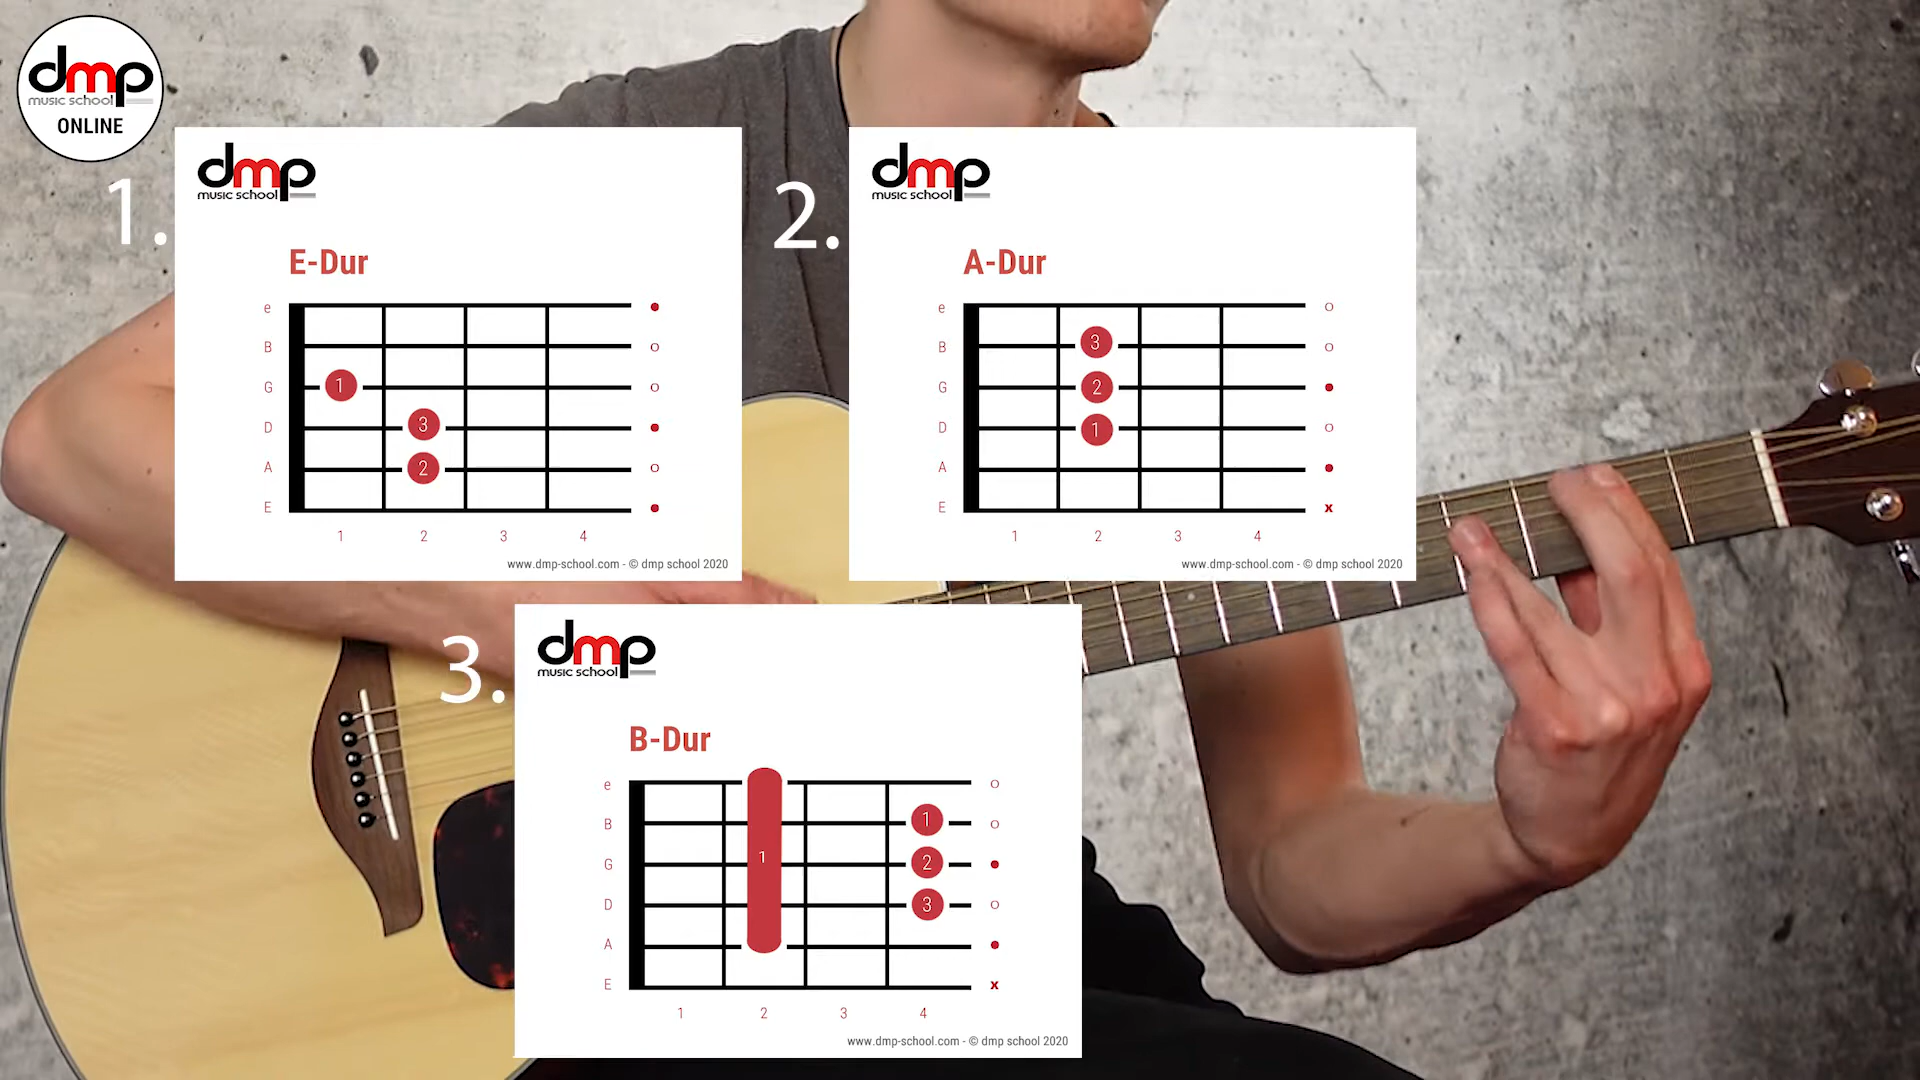 dmp
music school
ONLINE
1.
dmp
music school
E-Dur
e
B
G
D
A
E
1
3
2
1 2 3 4
www.dmp-school.com - © dmp school 2020
2.
dmp
music school
A-Dur
e
B
G
D
A
E
3
2
1
x
1 2 3 4
www.dmp-school.com - © dmp school 2020
3.
dmp
music school
B-Dur
e
B
G
D
A
E
1
1
2
3
x
1 2 3 4
www.dmp-school.com - © dmp school 2020